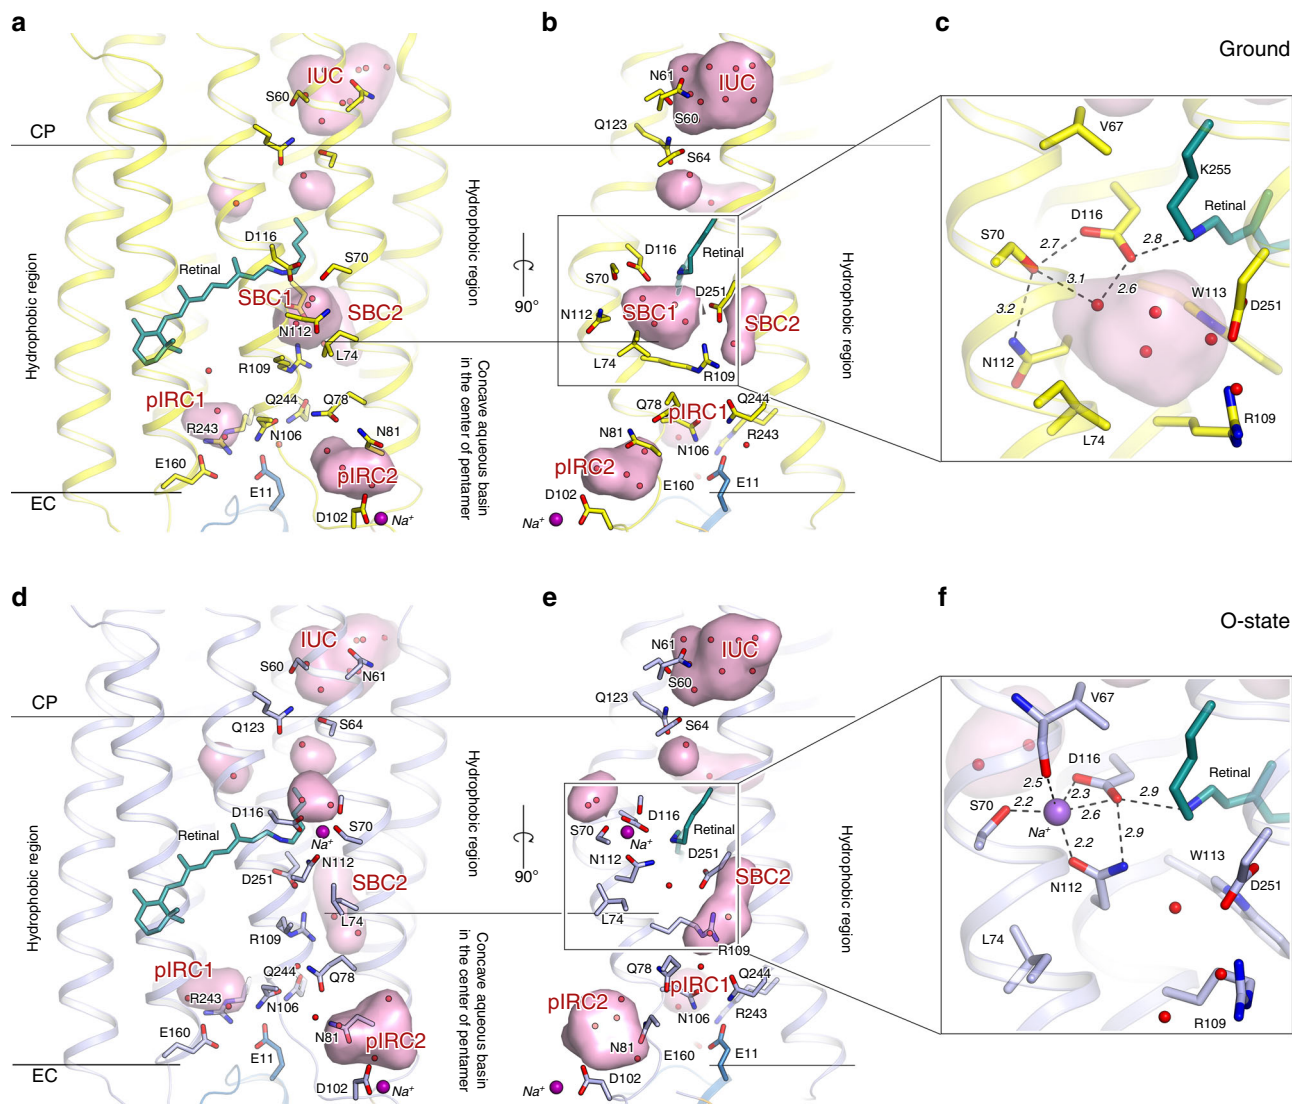 a
IUC
S60
CP
Hydrophobic region
D116
Retinal
S70
SBC1
SBC2
N112
L74
R109
Hydrophobic region
pIRC1
Q244
Q78
R243
N106
N81
E160
pIRC2
E11
EC
D102
Na⁺
Concave aqueous basin
in the center of pentamer
90°
b
N61
IUC
S60
Q123
S64
D116
Retinal
S70
D251
N112
SBC1
SBC2
L74
R109
Hydrophobic region
Q78
pIRC1
Q244
N81
R243
N106
pIRC2
E160
E11
D102
Na⁺
c
Ground
V67
K255
D116
Retinal
S70
2.7
2.8
3.1
2.6
W113
D251
3.2
N112
L74
R109
d
IUC
S60
N61
CP
Q123
S64
Hydrophobic region
Hydrophobic region
D116
S70
Retinal
Na⁺
N112
D251
SBC2
L74
R109
pIRC1
Q244
Q78
R243
N106
N81
E160
pIRC2
E11
EC
D102
Na⁺
Concave aqueous basin
in the center of pentamer
90°
e
N61
IUC
S60
Q123
S64
D116
S70
Retinal
Na⁺
N112
D251
SBC2
L74
R109
Hydrophobic region
Q78
Q244
pIRC1
pIRC2
N106
R243
N81
E160
E11
D102
Na⁺
f
O-state
V67
D116
2.5
2.3
2.9
Retinal
S70
2.2
Na⁺
2.6
2.2
2.9
W113
N112
D251
L74
R109